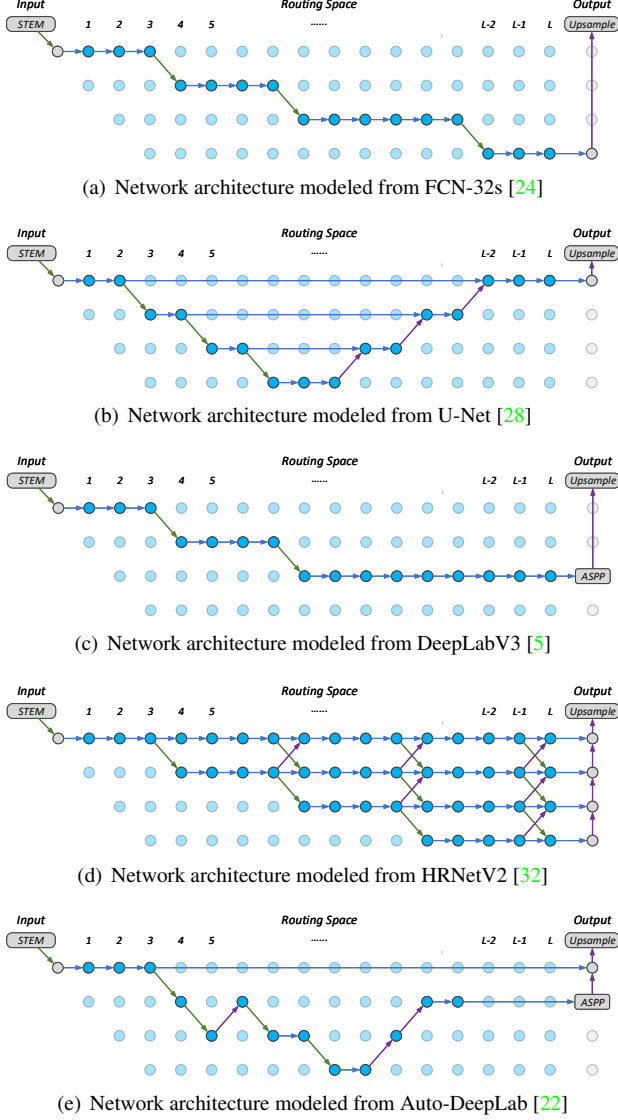 Input Routing Space Output
STEM 1 2 3 4 5 ...... L-2 L-1 L Upsample
(a) Network architecture modeled from FCN-32s [24]
Input Routing Space Output
STEM 1 2 3 4 5 ...... L-2 L-1 L Upsample
(b) Network architecture modeled from U-Net [28]
Input Routing Space Output
STEM 1 2 3 4 5 ...... L-2 L-1 L Upsample
ASPP
(c) Network architecture modeled from DeepLabV3 [5]
Input Routing Space Output
STEM 1 2 3 4 5 ...... L-2 L-1 L Upsample
(d) Network architecture modeled from HRNetV2 [32]
Input Routing Space Output
STEM 1 2 3 4 5 ...... L-2 L-1 L Upsample
ASPP
(e) Network architecture modeled from Auto-DeepLab [22]